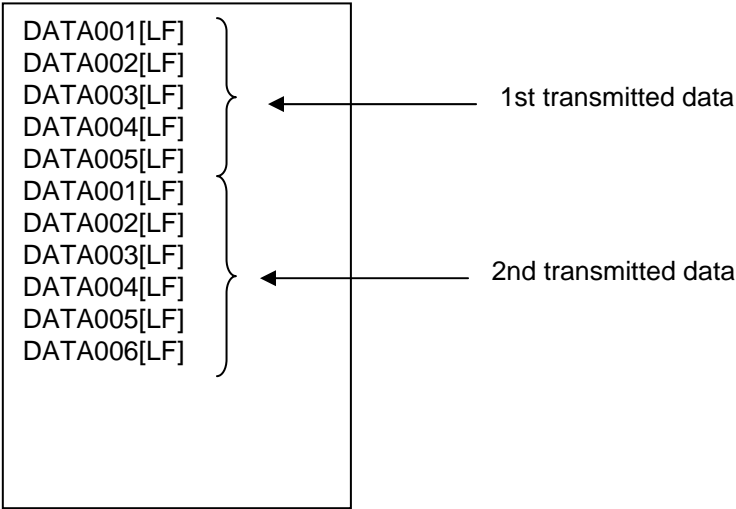 DATA001[LF]
DATA002[LF]
DATA003[LF]
DATA004[LF]
DATA005[LF]
1st transmitted data
DATA001[LF]
DATA002[LF]
DATA003[LF]
DATA004[LF]
DATA005[LF]
DATA006[LF]
2nd transmitted data